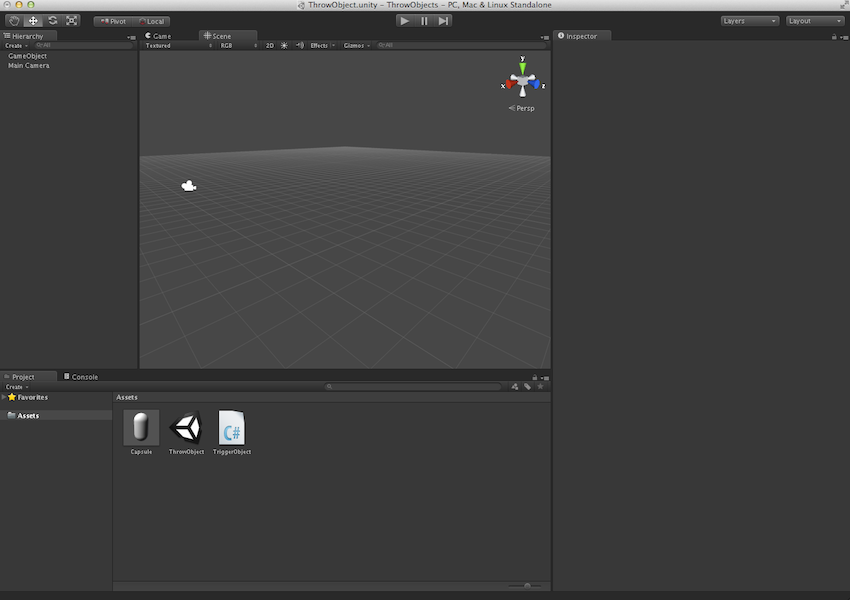 ThrowObject.unity – ThrowObjects – PC, Mac & Linux Standalone
Pivot Local Layers Layout
Hierarchy Game Scene Inspector
Create All Textured RGB 2D Effects Gizmos All
GameObject
Main Camera
y
x z
Persp
Project Console
Create
Favorites Assets
Assets
C#
Capsule ThrowObject TriggerObject